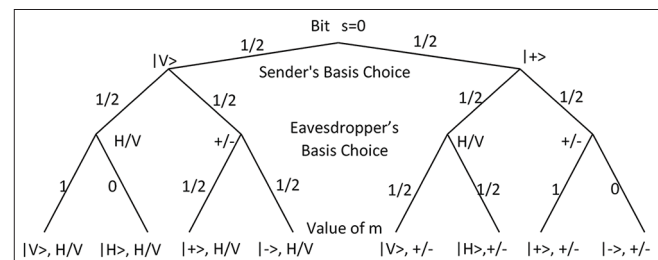 Bit s=0
1/2 1/2
|V> |+>
Sender's Basis Choice
1/2 1/2 1/2 1/2
Eavesdropper's
Basis Choice
H/V +/- H/V +/-
1 0 1/2 1/2 1/2 1/2 1 0
Value of m
|V>, H/V |H>, H/V |+>, H/V |->, H/V |V>, +/- |H>,+/- |+>, +/- |->, +/-